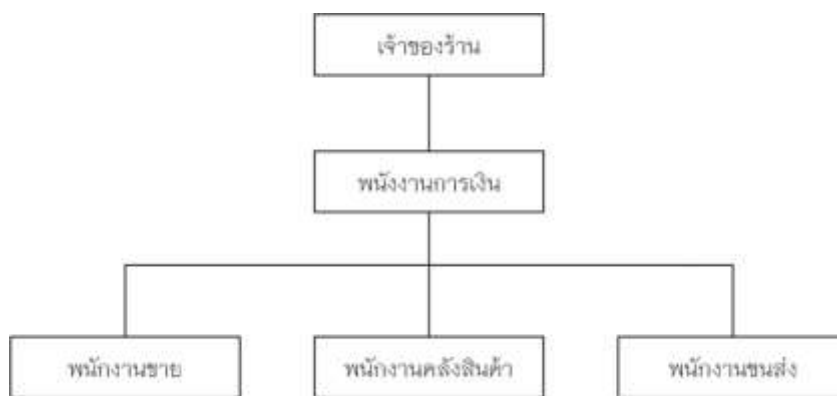 เจ้าของร้าน
พนังงานการเงิน
พนักงานขาย
พนักงานคลังสินค้า
พนักงานขนส่ง